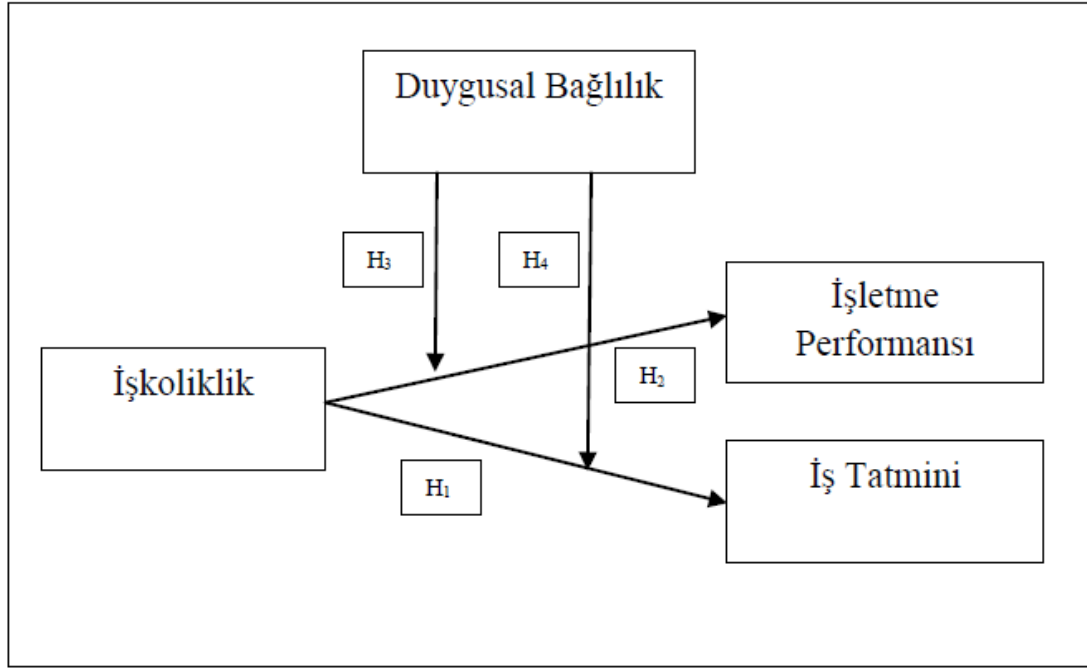 Duygusal Bağlılık
H₃
H₄
İşletme
Performansı
İşkoliklik
H₂
İş Tatmini
H₁